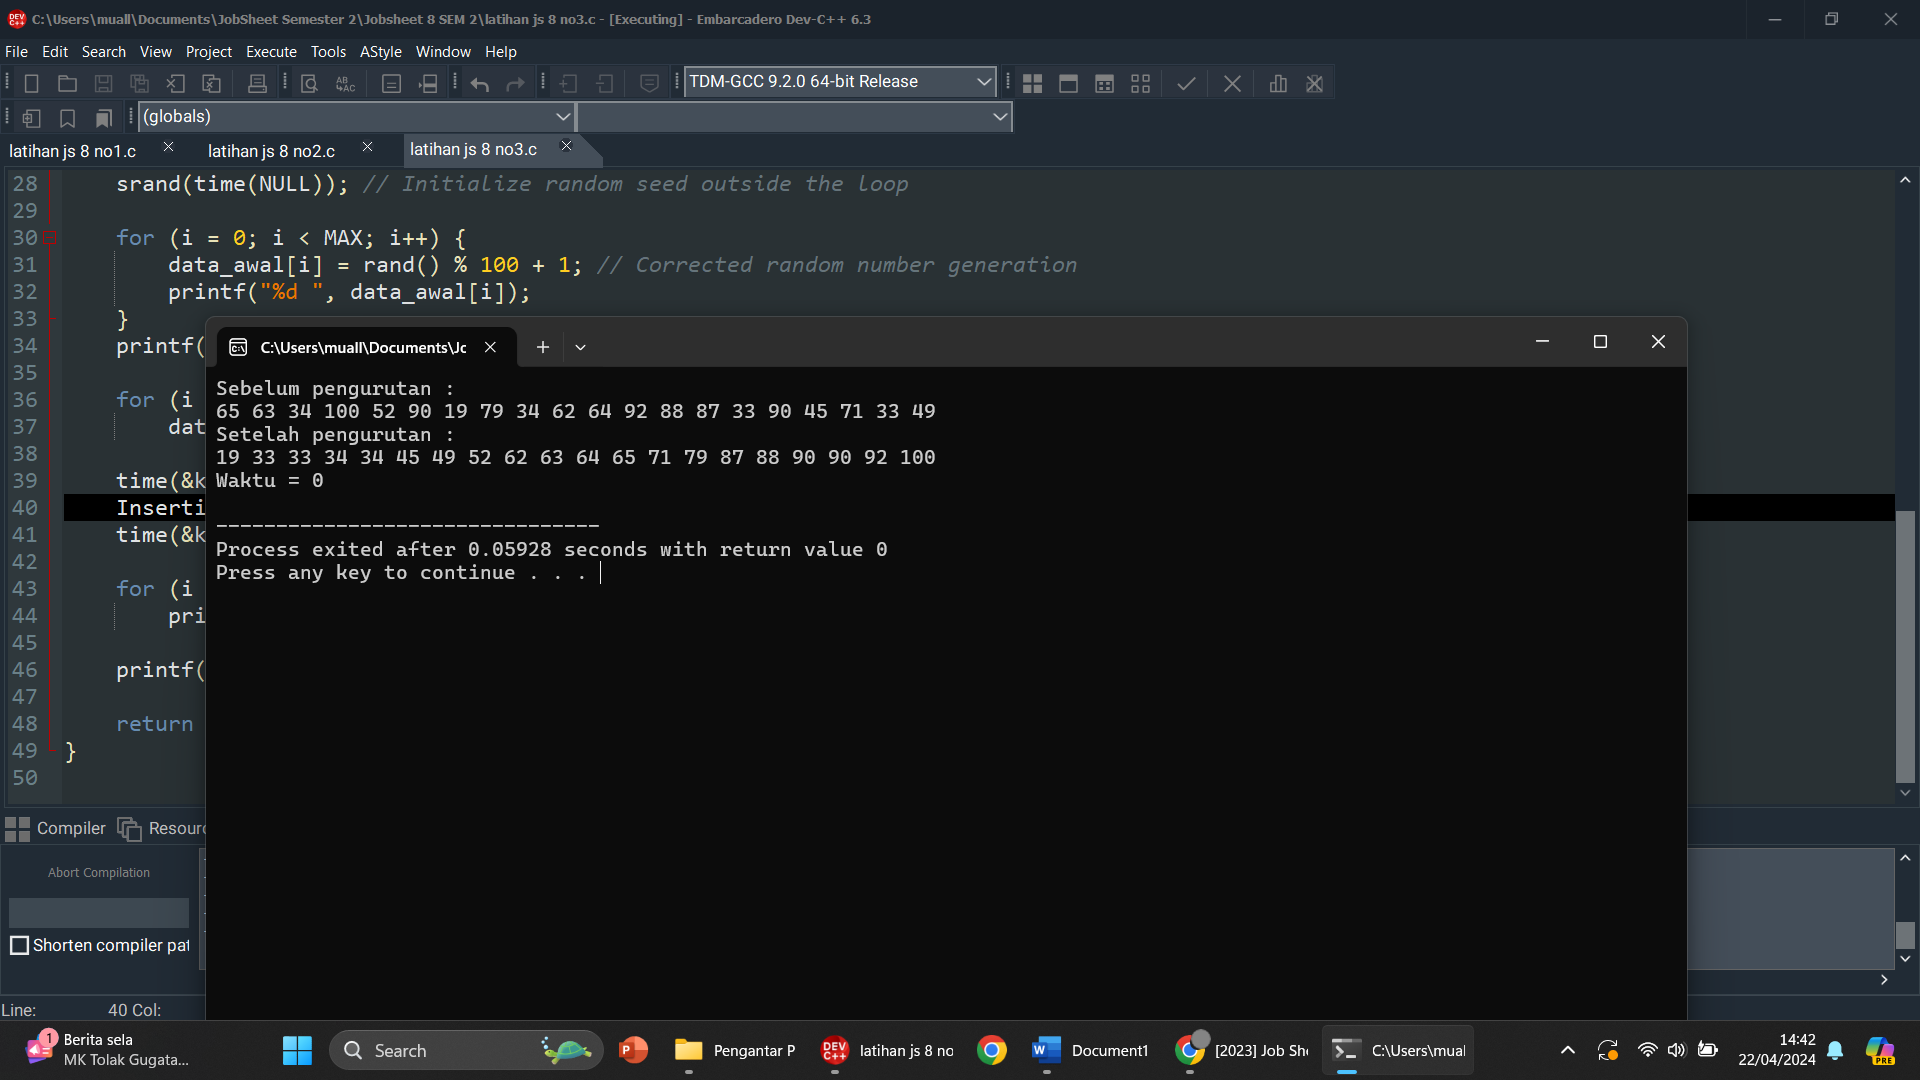 C:\Users\muall\Documents\JobSheet Semester 2\Jobsheet 8 SEM 2\latihan js 8 no3.c - [Executing] - Embarcadero Dev-C++ 6.3
File Edit Search View Project Execute Tools AStyle Window Help
TDM-GCC 9.2.0 64-bit Release
(globals)
latihan js 8 no1.c latihan js 8 no2.c latihan js 8 no3.c
28 srand(time(NULL)); // Initialize random seed outside the loop
29
30 for (i = 0; i < MAX; i++) {
31 data_awal[i] = rand() % 100 + 1; // Corrected random number generation
32 printf("%d ", data_awal[i]);
33 }
34 printf(
35
36 for (i
37 dat
38
39 time(&k
40 Inserti
41 time(&k
42
43 for (i
44 pri
45
46 printf(
47
48 return
49 }
50
C:\Users\muall\Documents\Jc
Sebelum pengurutan :
65 63 34 100 52 90 19 79 34 62 64 92 88 87 33 90 45 71 33 49
Setelah pengurutan :
19 33 33 34 34 45 49 52 62 63 64 65 71 79 87 88 90 90 92 100
Waktu = 0
--------------------------------
Process exited after 0.05928 seconds with return value 0
Press any key to continue . . .
Compiler Resourc
Abort Compilation
Shorten compiler pat
Line: 40 Col:
1 Berita sela
MK Tolak Gugata...
Search
Pengantar P
DEV C++
latihan js 8 no
Document1
[2023] Job She
C:\Users\mual
14:42
22/04/2024
PRE